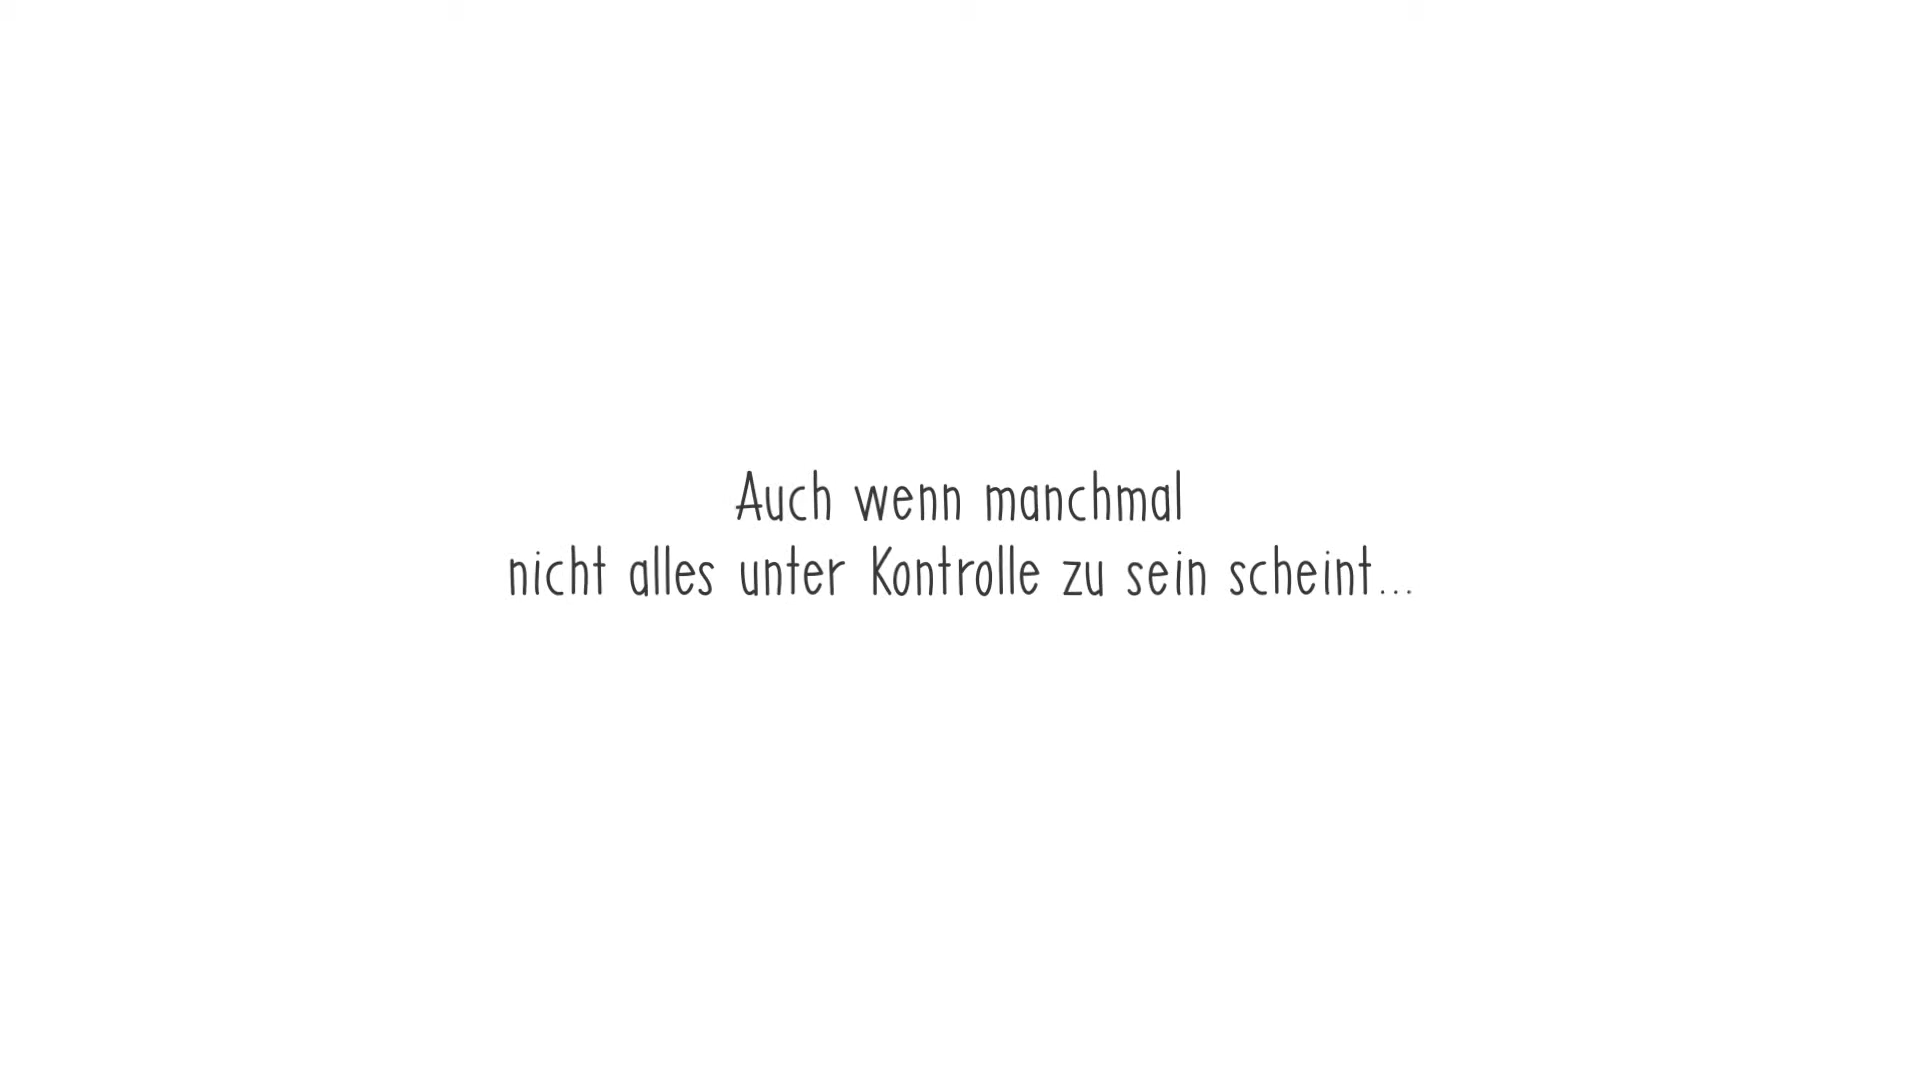 Auch wenn manchmal
nicht alles unter Kontrolle zu sein scheint...